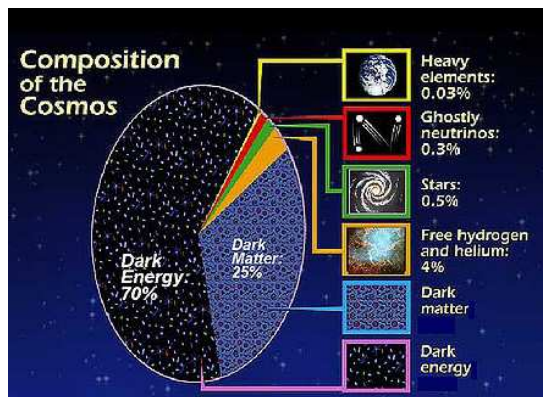 Composition
of the
Cosmos
Heavy
elements:
0.03%
Ghostly
neutrinos:
0.3%
Stars:
0.5%
Free hydrogen
and helium:
4%
Dark
matter
Dark
energy
Dark
Energy:
70%
Dark
Matter:
25%